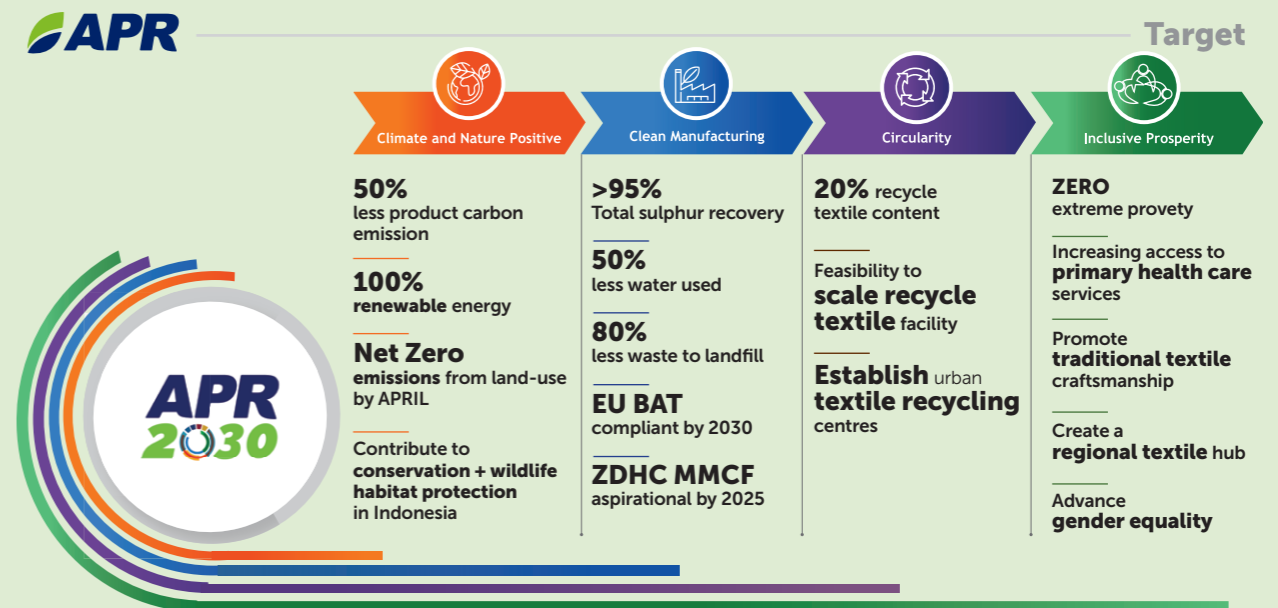 APR
Target
Climate and Nature Positive
50%
less product carbon
emission
100%
renewable energy
Net Zero
emissions from land-use
by APRIL
Contribute to
conservation + wildlife
habitat protection
in Indonesia
Clean Manufacturing
>95%
Total sulphur recovery
50%
less water used
80%
less waste to landfill
EU BAT
compliant by 2030
ZDHC MMCF
aspirational by 2025
Circularity
20% recycle
textile content
Feasibility to
scale recycle
textile facility
Establish urban
textile recycling
centres
Inclusive Prosperity
ZERO
extreme provety
Increasing access to
primary health care
services
Promote
traditional textile
craftsmanship
Create a
regional textile hub
Advance
gender equality
APR
2030